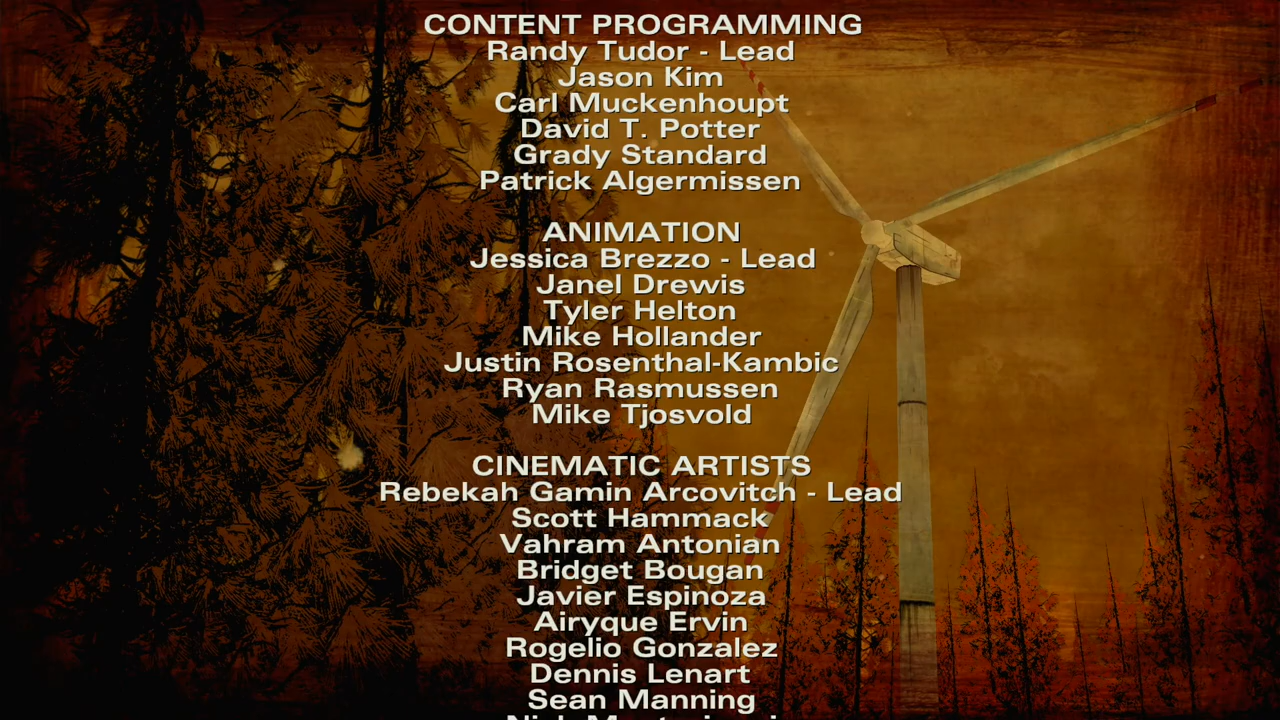 CONTENT PROGRAMMING
Randy Tudor - Lead
Jason Kim
Carl Muckenhoupt
David T. Potter
Grady Standard
Patrick Algermissen
ANIMATION
Jessica Brezzo - Lead
Janel Drewis
Tyler Helton
Mike Hollander
Justin Rosenthal-Kambic
Ryan Rasmussen
Mike Tjosvold
CINEMATIC ARTISTS
Rebekah Gamin Arcovitch - Lead
Scott Hammack
Vahram Antonian
Bridget Bougan
Javier Espinoza
Airyque Ervin
Rogelio Gonzalez
Dennis Lenart
Sean Manning